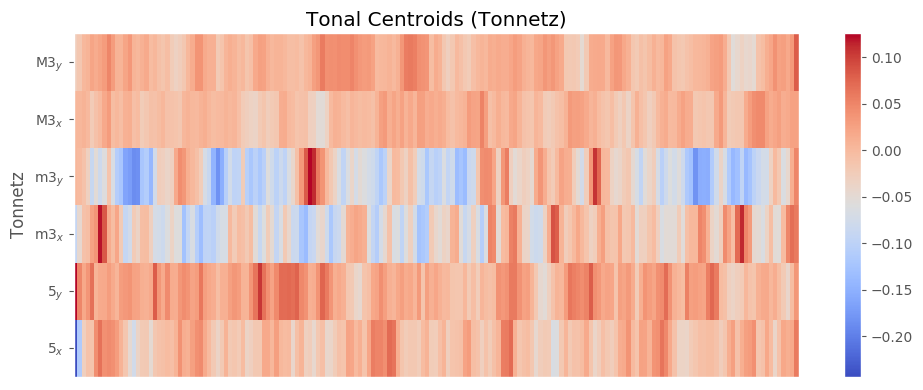 Tonal Centroids (Tonnetz)
Tonnetz
M3y
M3x
m3y
m3x
5y
5x
0.10
0.05
0.00
−0.05
−0.10
−0.15
−0.20